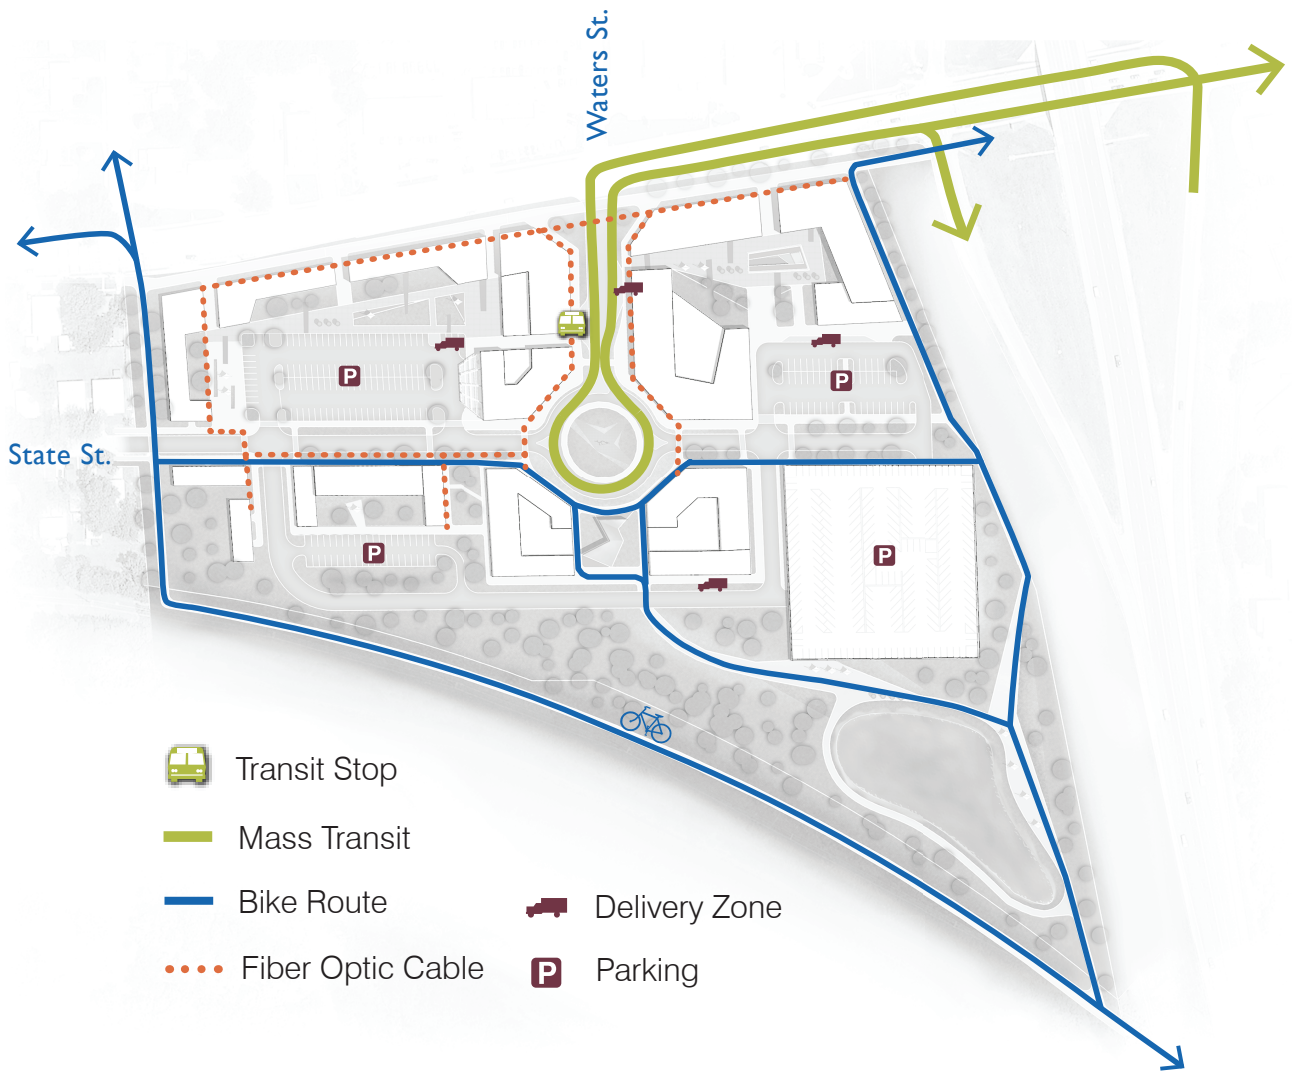 Waters St.
P
P
State St.
P
P
Transit Stop
Mass Transit
Bike Route
Delivery Zone
Fiber Optic Cable
P
Parking